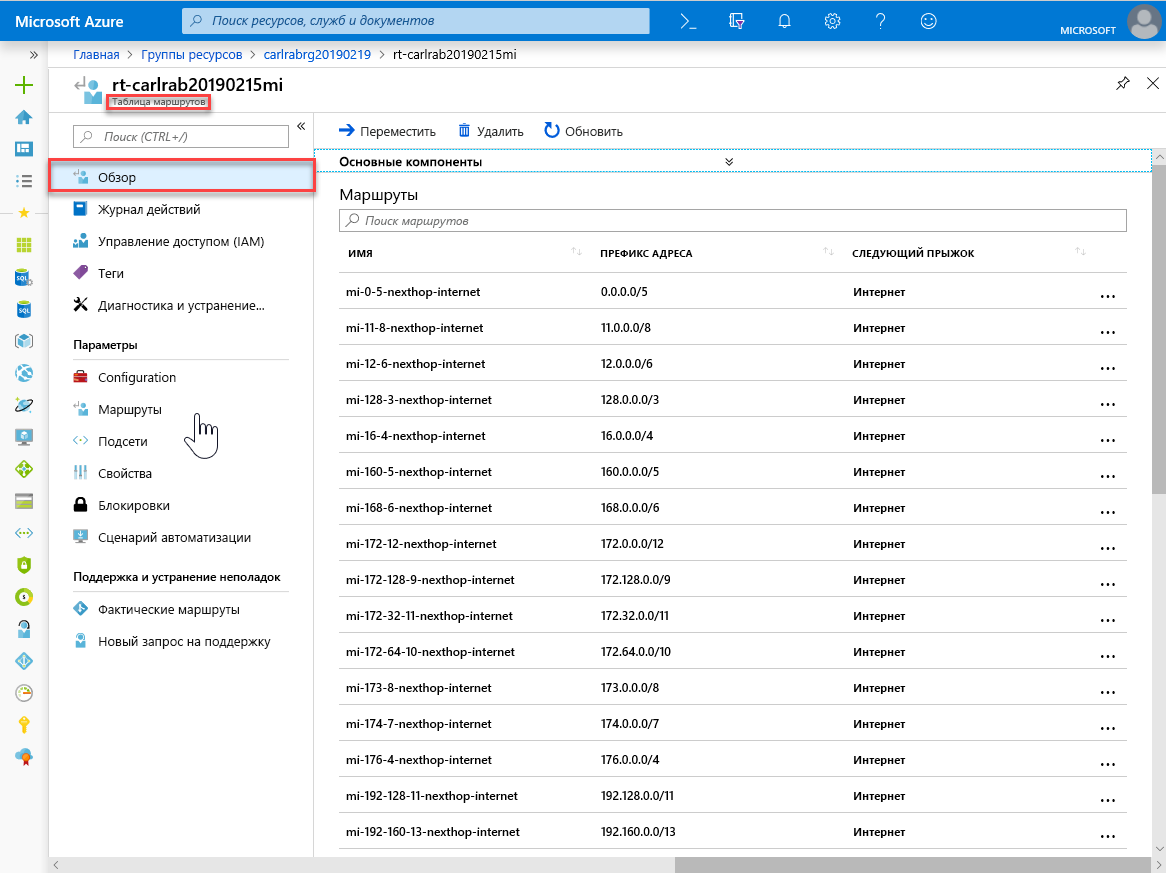 Microsoft Azure
Поиск ресурсов, служб и документов
MICROSOFT
Главная > Группы ресурсов > carlrabrg20190219 > rt-carlrab20190215mi
rt-carlrab20190215mi
Таблица маршрутов
Поиск (CTRL+/)
Обзор
Журнал действий
Управление доступом (IAM)
Теги
Диагностика и устранение...
Параметры
Configuration
Маршруты
Подсети
Свойства
Блокировки
Сценарий автоматизации
Поддержка и устранение неполадок
Фактические маршруты
Новый запрос на поддержку
Переместить Удалить Обновить
Основные компоненты
Маршруты
Поиск маршрутов
ИМЯ ПРЕФИКС АДРЕСА СЛЕДУЮЩИЙ ПРЫЖОК
mi-0-5-nexthop-internet 0.0.0.0/5 Интернет ...
mi-11-8-nexthop-internet 11.0.0.0/8 Интернет ...
mi-12-6-nexthop-internet 12.0.0.0/6 Интернет ...
mi-128-3-nexthop-internet 128.0.0.0/3 Интернет ...
mi-16-4-nexthop-internet 16.0.0.0/4 Интернет ...
mi-160-5-nexthop-internet 160.0.0.0/5 Интернет ...
mi-168-6-nexthop-internet 168.0.0.0/6 Интернет ...
mi-172-12-nexthop-internet 172.0.0.0/12 Интернет ...
mi-172-128-9-nexthop-internet 172.128.0.0/9 Интернет ...
mi-172-32-11-nexthop-internet 172.32.0.0/11 Интернет ...
mi-172-64-10-nexthop-internet 172.64.0.0/10 Интернет ...
mi-173-8-nexthop-internet 173.0.0.0/8 Интернет ...
mi-174-7-nexthop-internet 174.0.0.0/7 Интернет ...
mi-176-4-nexthop-internet 176.0.0.0/4 Интернет ...
mi-192-128-11-nexthop-internet 192.128.0.0/11 Интернет ...
mi-192-160-13-nexthop-internet 192.160.0.0/13 Интернет ...